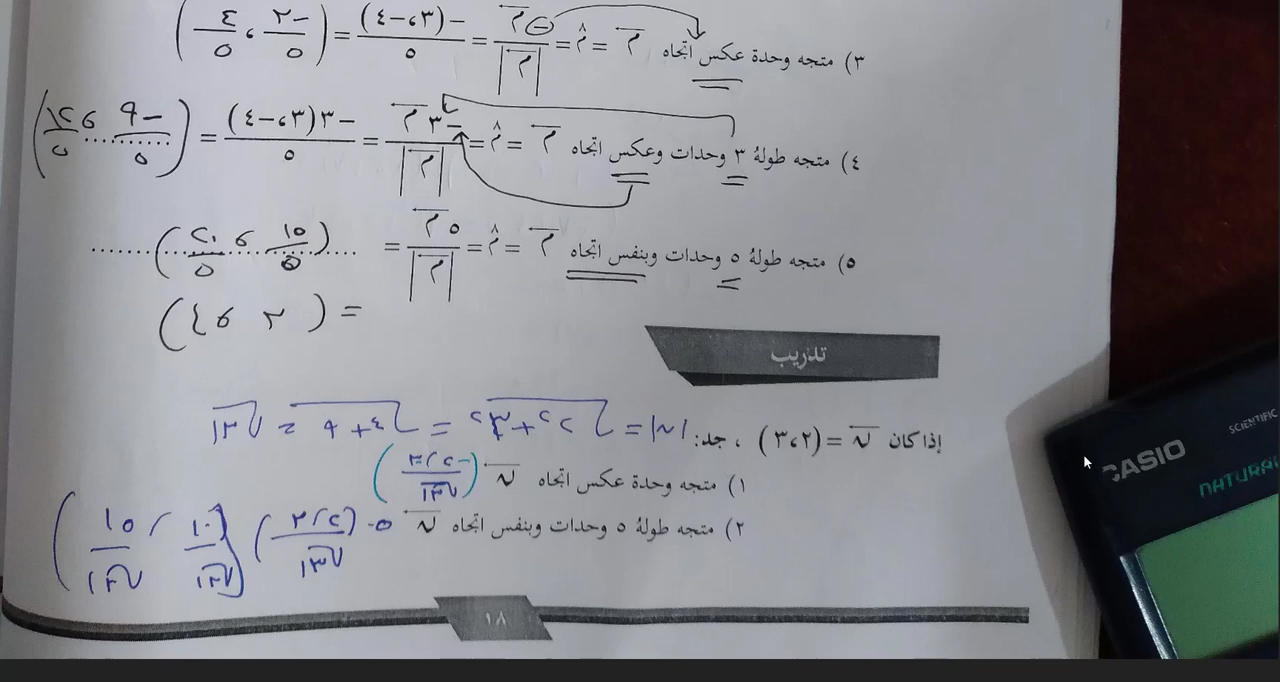 ٣) متجه وحدة عكس اتجاه م = م̂ = -م / |م| = -(٣، -٤) / ٥ = (-٣/٥ ، ٤/٥)
٤) متجه طولهُ ٣ وحدات وعكس اتجاه م = م̂ = -٣م / |م| = -٣(٣، -٤) / ٥ = (-٩/٥ ، ١٢/٥)
٥) متجه طولهُ ٥ وحدات وبنفس اتجاه م = م̂ = ٥م / |م| = (١٥/٥ ، ٢٠/٥)
= (٣ ، ٤)
تدريب
إذا كان ن = (٢، ٣) ، جد: |ن| = √(٢² + ٣²) = √(٤ + ٩) = √١٣
١) متجه وحدة عكس اتجاه ن
٢) متجه طولهُ ٥ وحدات وبنفس اتجاه ن ٥. (٢، ٣)/√١٣ (١٠/√١٣ ، ١٥/√١٣)
١٨
CASIO
SCIENTIFIC